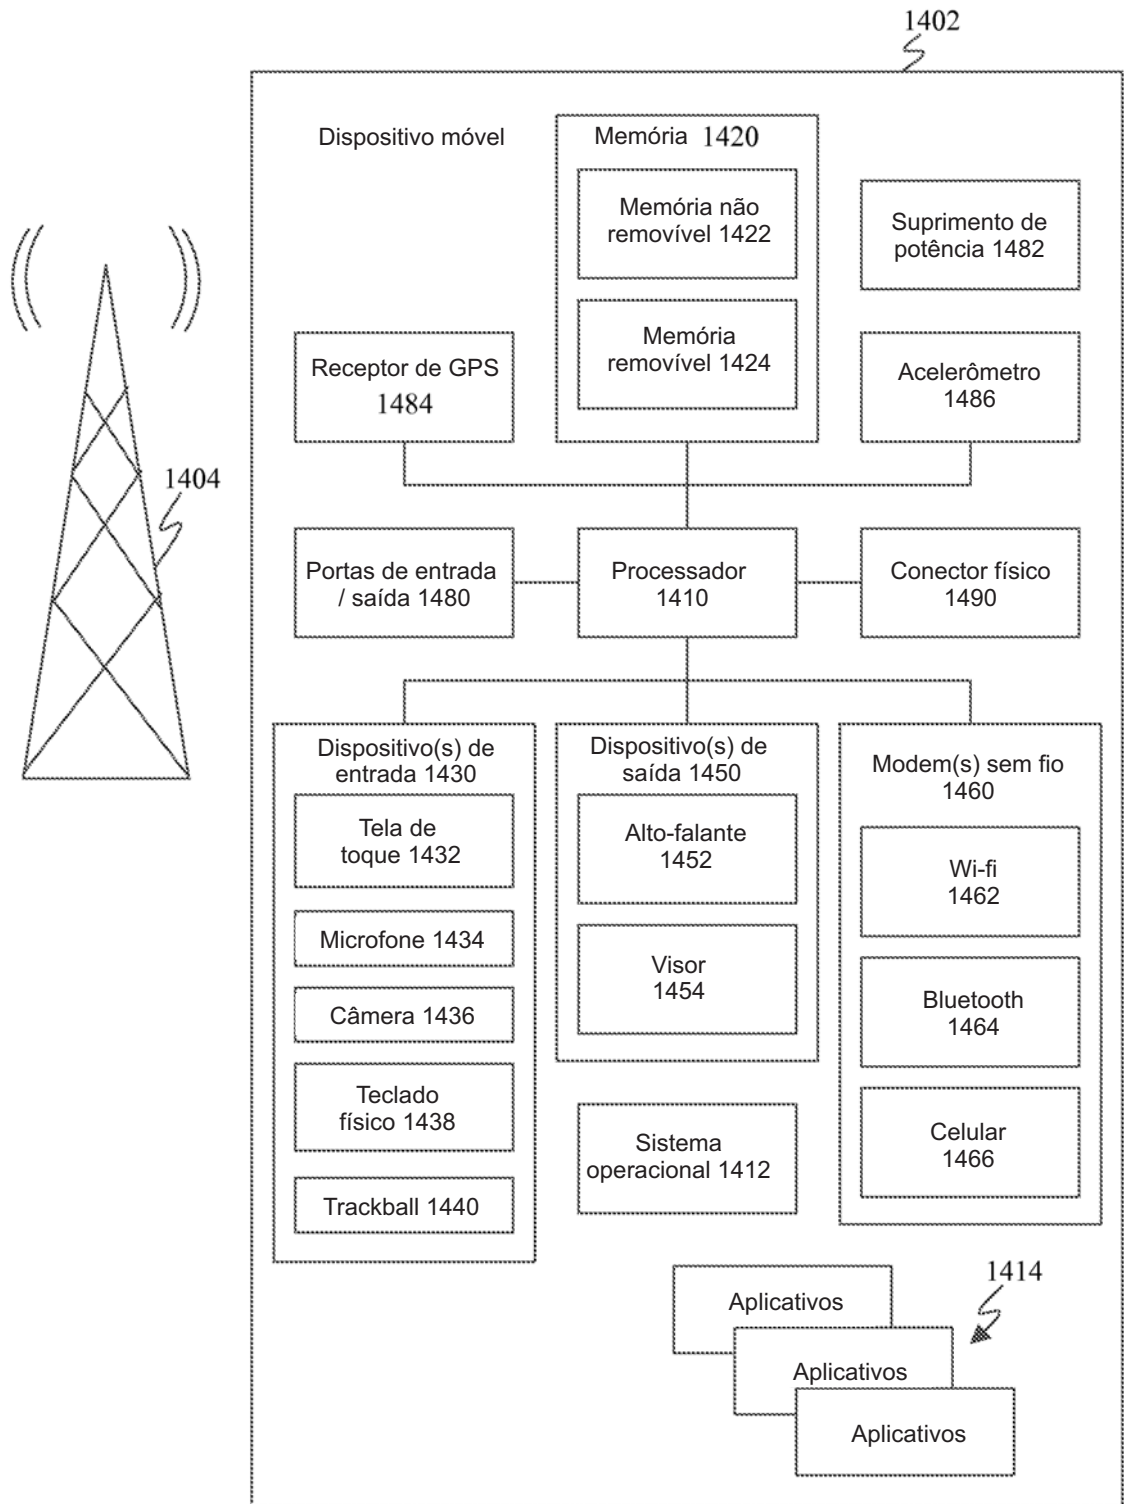 1402
Dispositivo móvel
Memória 1420
Memória não
removível 1422
Suprimento de
potência 1482
Memória
removível 1424
Receptor de GPS
1484
Acelerômetro
1486
1404
Portas de entrada
/ saída 1480
Processador
1410
Conector físico
1490
Dispositivo(s) de
entrada 1430
Tela de
toque 1432
Microfone 1434
Câmera 1436
Teclado
físico 1438
Trackball 1440
Dispositivo(s) de
saída 1450
Alto-falante
1452
Visor
1454
Sistema
operacional 1412
Modem(s) sem fio
1460
Wi-fi
1462
Bluetooth
1464
Celular
1466
1414
Aplicativos
Aplicativos
Aplicativos